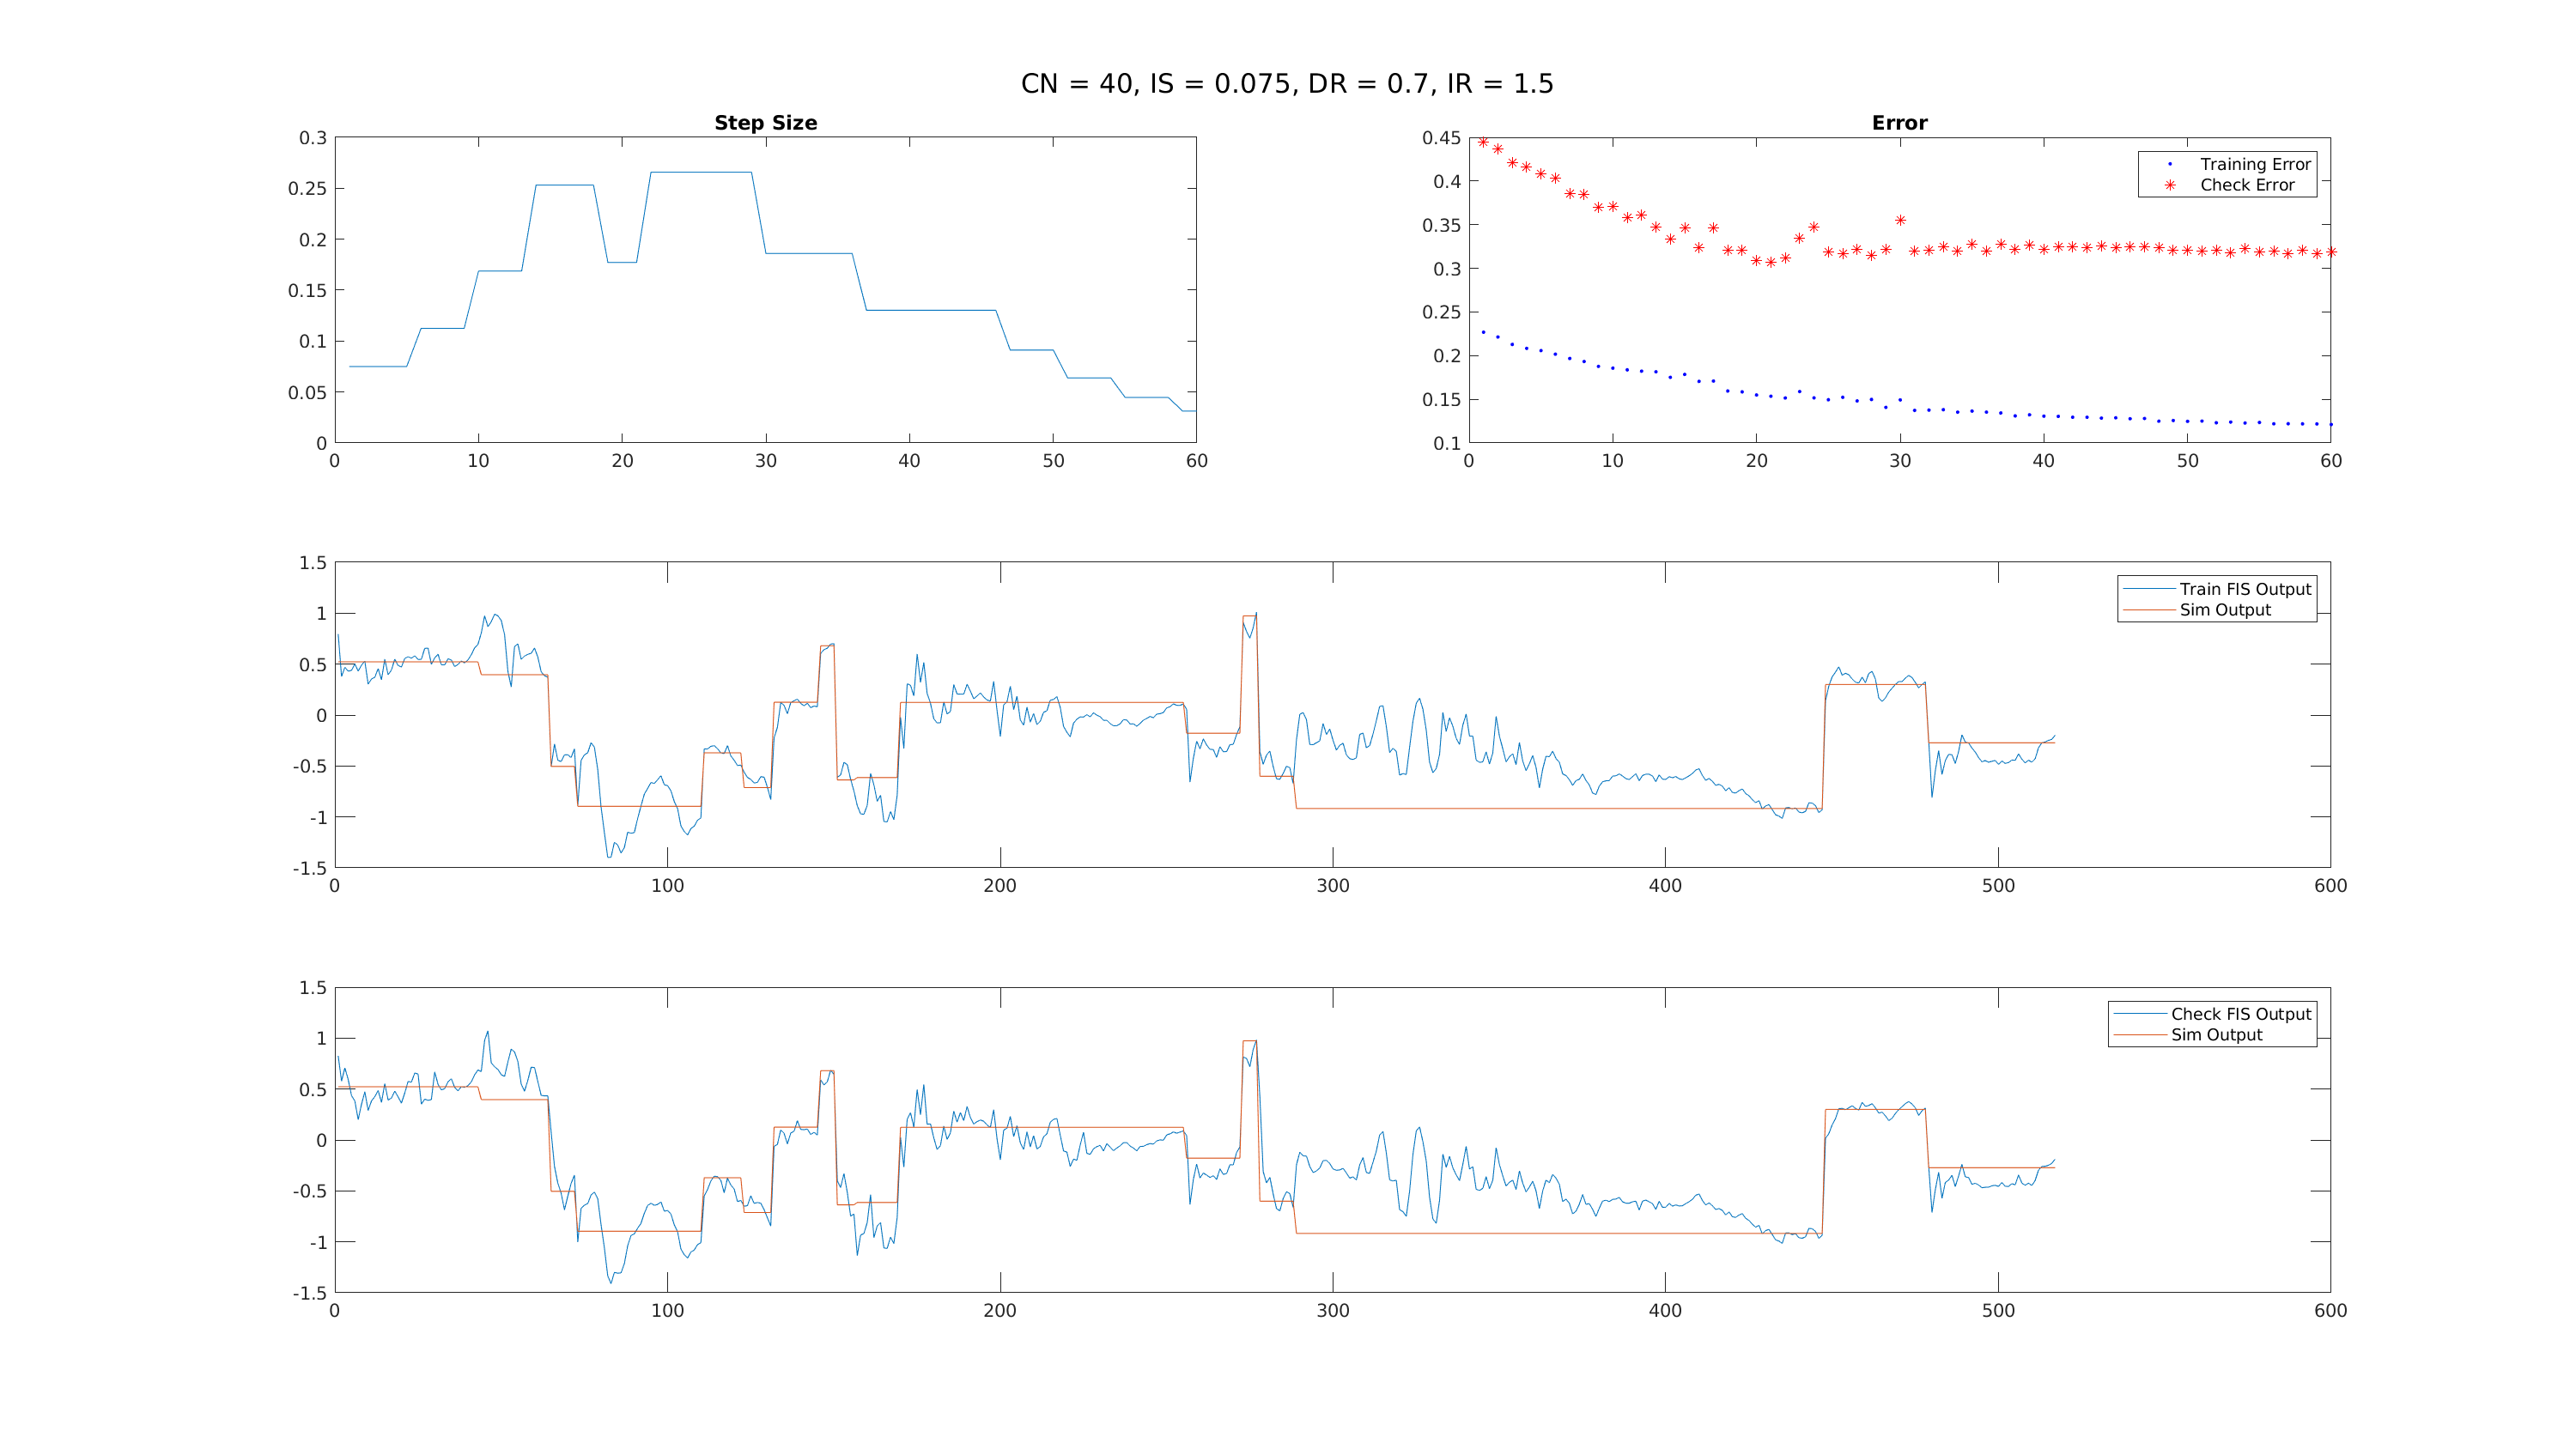 CN = 40, IS = 0.075, DR = 0.7, IR = 1.5
Step Size
0.3
0.25
0.2
0.15
0.1
0.05
0
0 10 20 30 40 50 60
Error
0.45
0.4
0.35
0.3
0.25
0.2
0.15
0.1
0 10 20 30 40 50 60
Training Error
Check Error
1.5
1
0.5
0
-0.5
-1
-1.5
0 100 200 300 400 500 600
Train FIS Output
Sim Output
1.5
1
0.5
0
-0.5
-1
-1.5
0 100 200 300 400 500 600
Check FIS Output
Sim Output